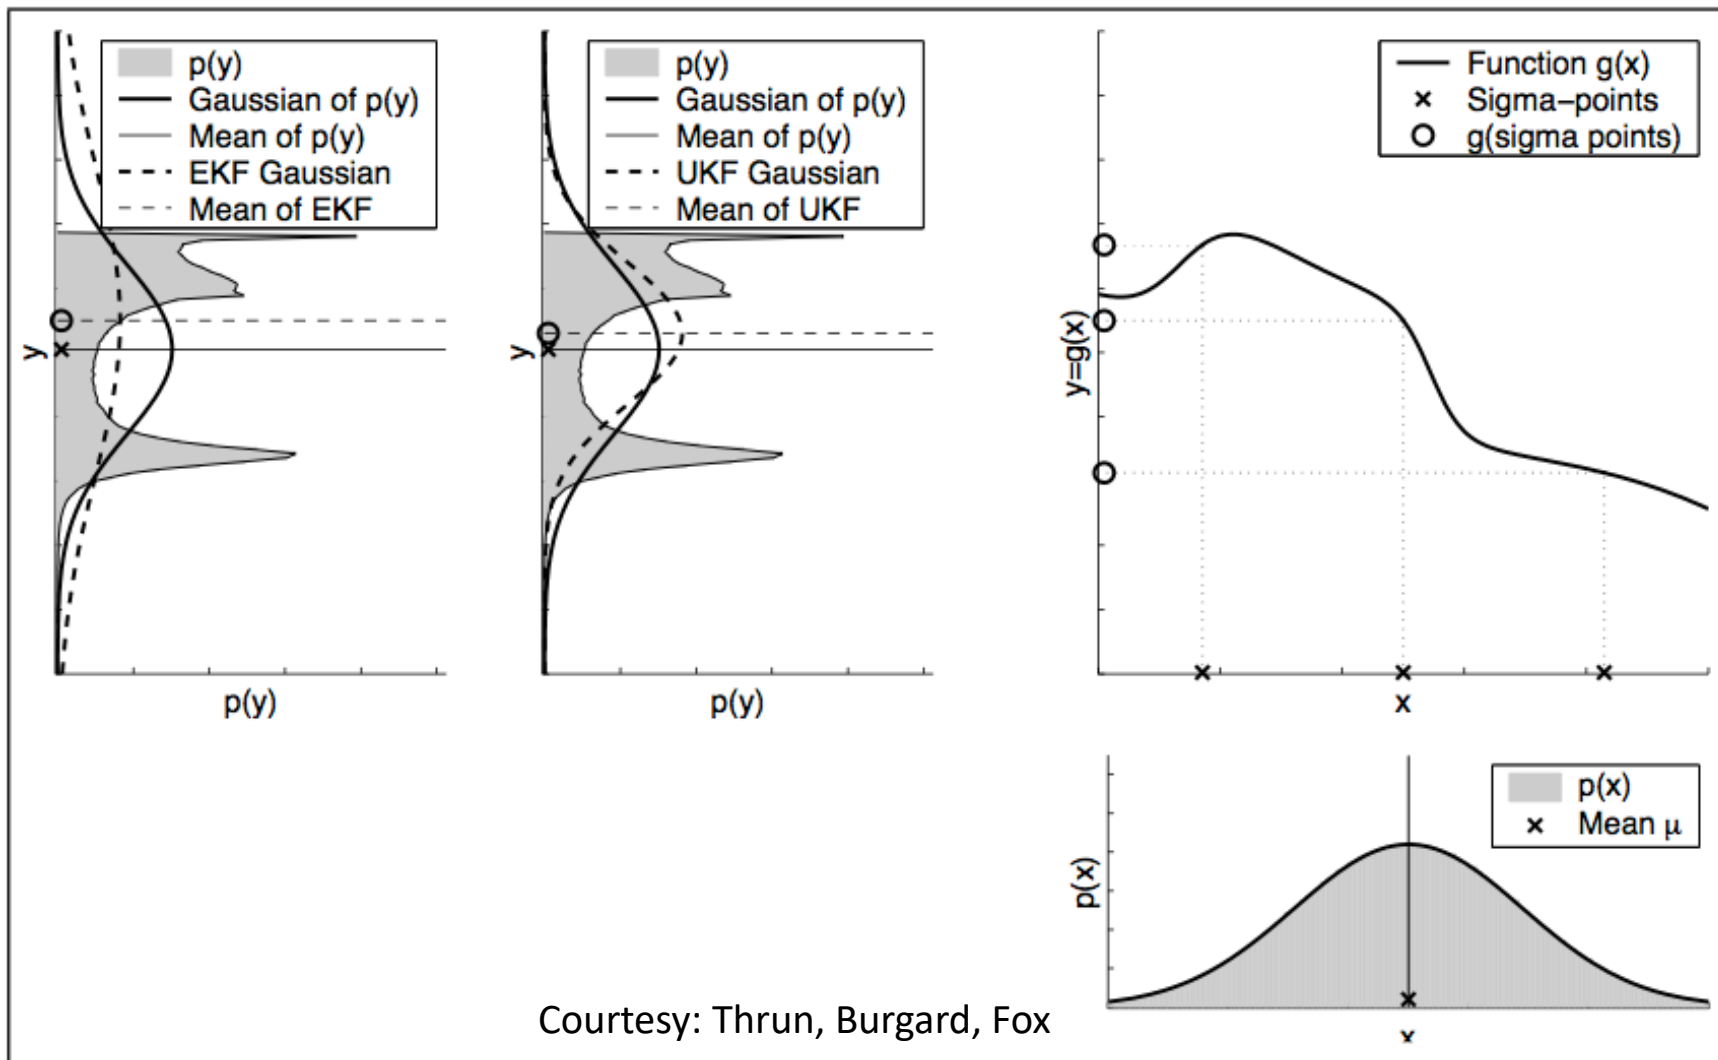 p(y)
Gaussian of p(y)
Mean of p(y)
EKF Gaussian
Mean of EKF
y
p(y)
p(y)
Gaussian of p(y)
Mean of p(y)
UKF Gaussian
Mean of UKF
y
p(y)
Function g(x)
Sigma−points
g(sigma points)
y=g(x)
x
p(x)
Mean μ
p(x)
x
Courtesy: Thrun, Burgard, Fox